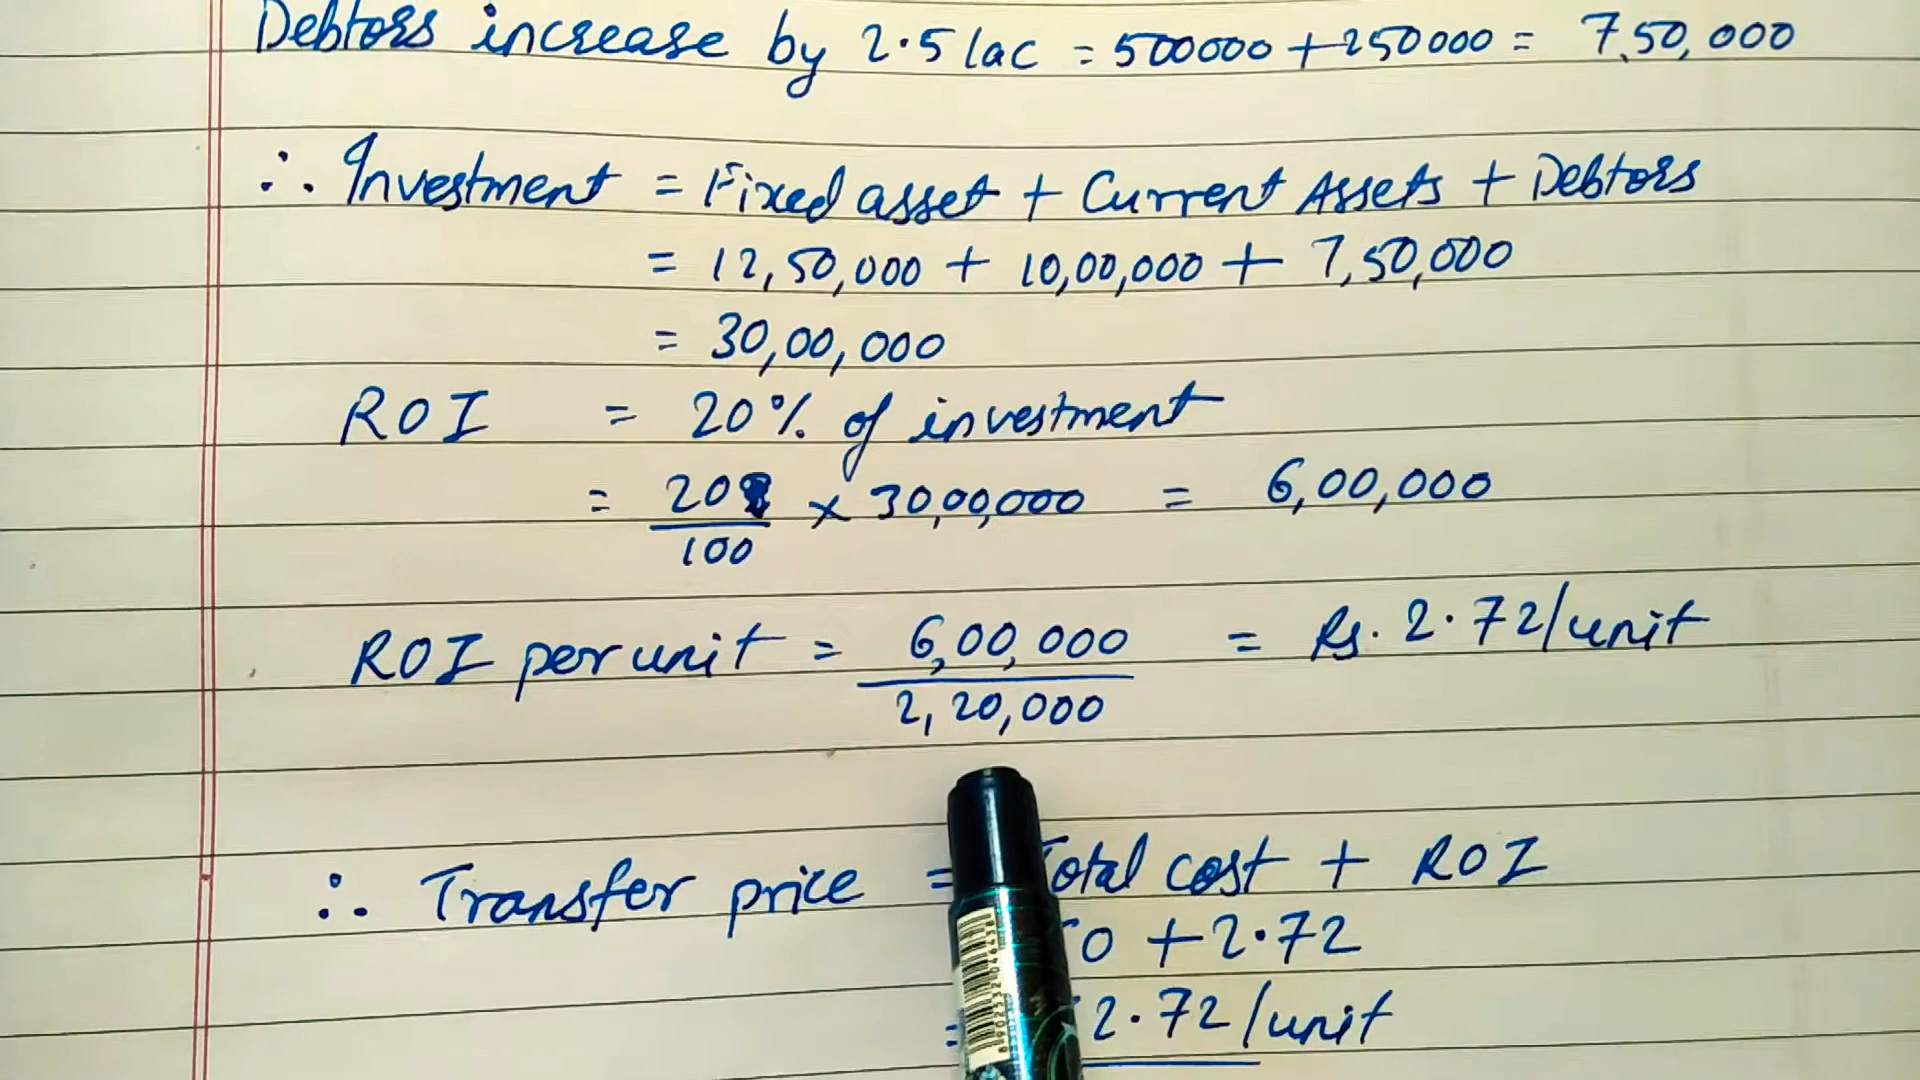 Debtors increase by 2.5 lac = 500000 + 250000 = 7,50,000
∴ Investment = Fixed asset + Current Assets + Debtors
= 12,50,000 + 10,00,000 + 7,50,000
= 30,00,000
ROI = 20% of investment
= 20/100 × 30,00,000 = 6,00,000
ROI per unit = 6,00,000/2,20,000 = Rs. 2.72/unit
∴ Transfer price = Total cost + ROI
0 + 2.72
= 2.72/unit